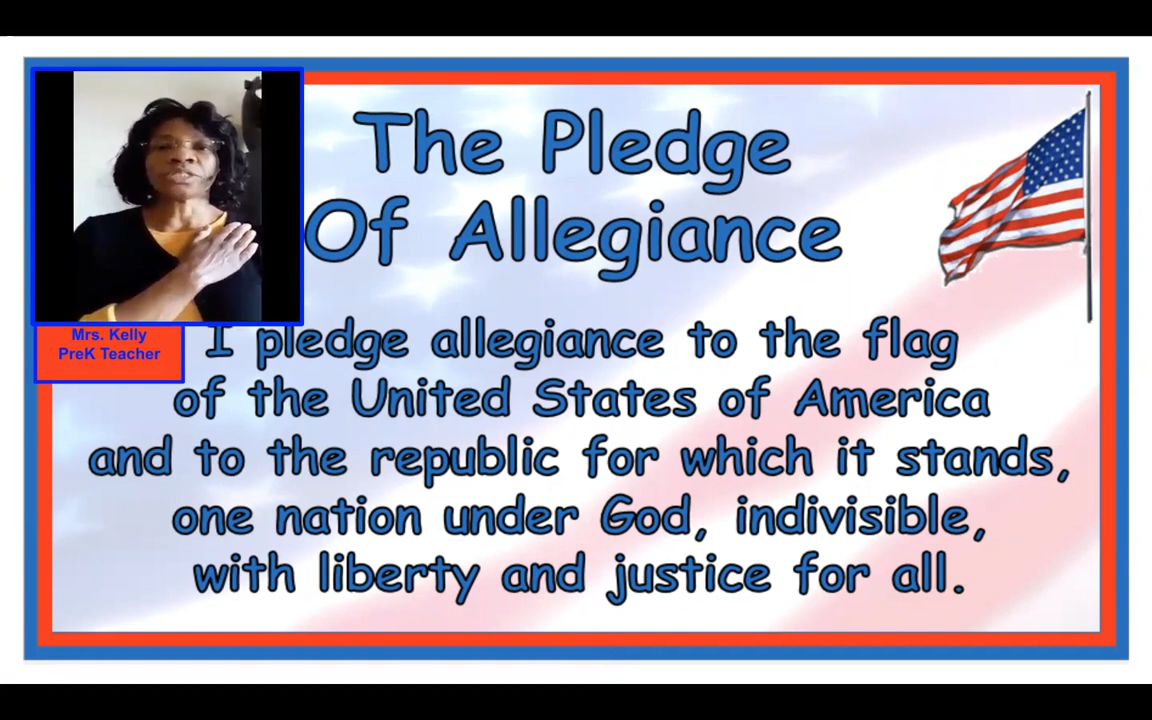 The Pledge
Of Allegiance
Mrs. Kelly
PreK Teacher
I pledge allegiance to the flag
of the United States of America
and to the republic for which it stands,
one nation under God, indivisible,
with liberty and justice for all.